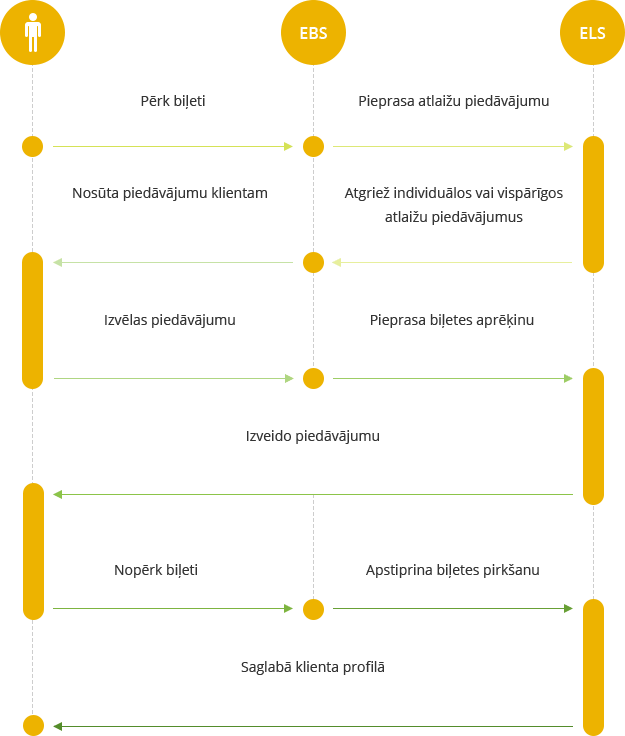 EBS
ELS
Pērk biļeti
Pieprasa atlaižu piedāvājumu
Nosūta piedāvājumu klientam
Atgriež individuālos vai vispārīgos
atlaižu piedāvājumus
Izvēlas piedāvājumu
Pieprasa biļetes aprēķinu
Izveido piedāvājumu
Nopērk biļeti
Apstiprina biļetes pirkšanu
Saglabā klienta profilā